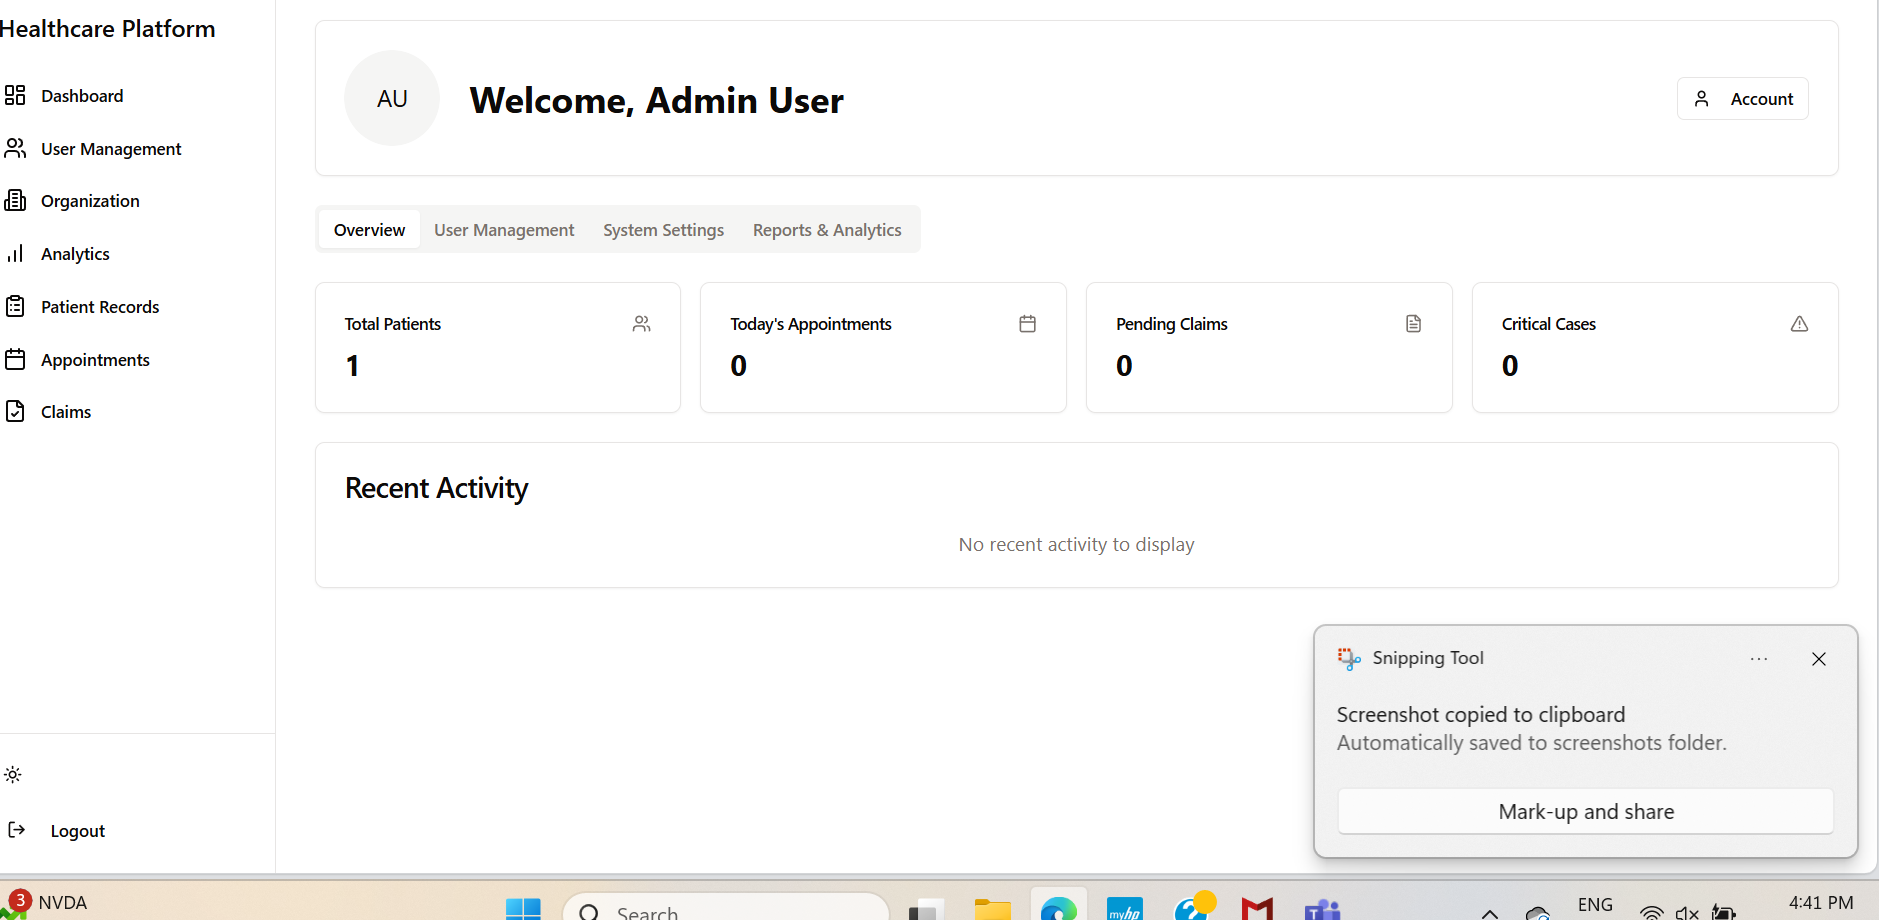 Healthcare Platform
Dashboard
User Management
Organization
Analytics
Patient Records
Appointments
Claims
Logout
AU
Welcome, Admin User
Account
Overview User Management System Settings Reports & Analytics
Total Patients
1
Today's Appointments
0
Pending Claims
0
Critical Cases
0
Recent Activity
No recent activity to display
Snipping Tool
Screenshot copied to clipboard
Automatically saved to screenshots folder.
Mark-up and share
3 NVDA
Search
myhp
?
T
ENG
4:41 PM